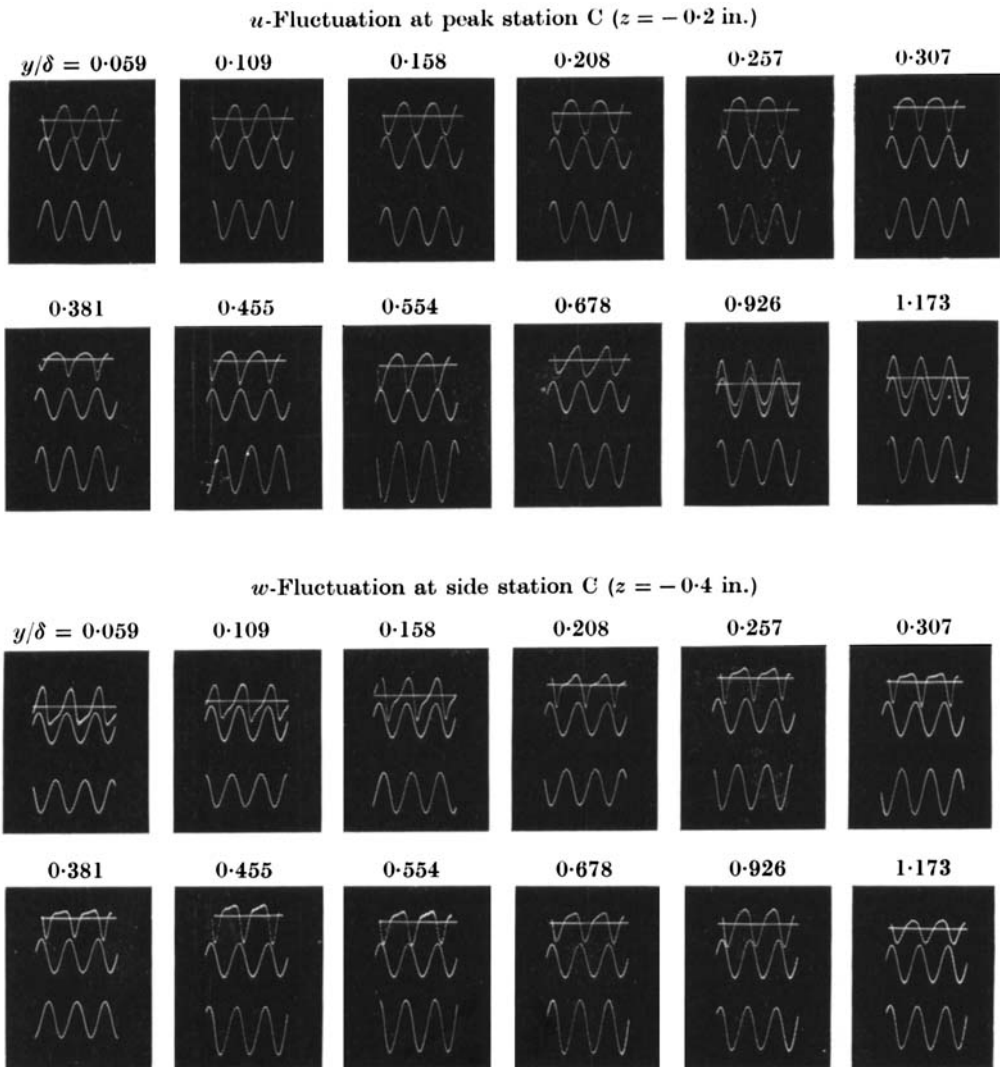 u-Fluctuation at peak station C (z = − 0·2 in.)
y/δ = 0·059 0·109 0·158 0·208 0·257 0·307
0·381 0·455 0·554 0·678 0·926 1·173
w-Fluctuation at side station C (z = − 0·4 in.)
y/δ = 0·059 0·109 0·158 0·208 0·257 0·307
0·381 0·455 0·554 0·678 0·926 1·173